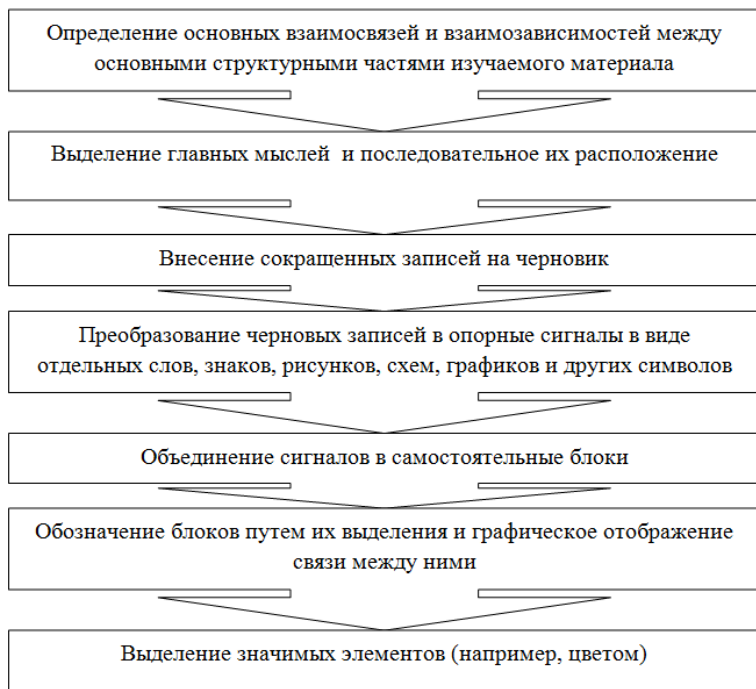 Определение основных взаимосвязей и взаимозависимостей между
основными структурными частями изучаемого материала
Выделение главных мыслей и последовательное их расположение
Внесение сокращенных записей на черновик
Преобразование черновых записей в опорные сигналы в виде
отдельных слов, знаков, рисунков, схем, графиков и других символов
Объединение сигналов в самостоятельные блоки
Обозначение блоков путем их выделения и графическое отображение
связи между ними
Выделение значимых элементов (например, цветом)